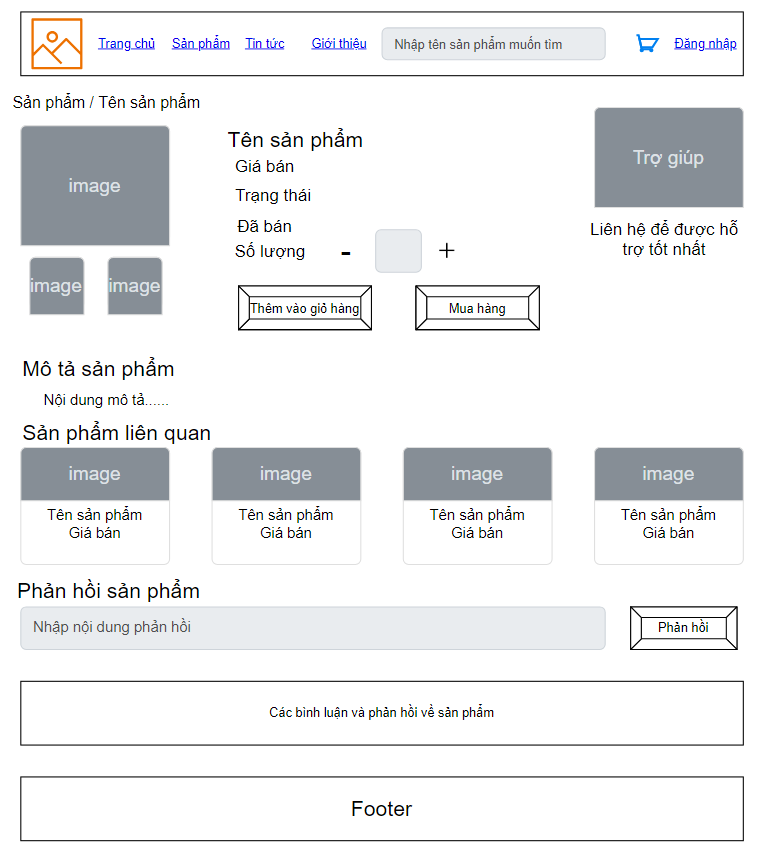 Trang chủ
Sản phẩm
Tin tức
Giới thiệu
Nhập tên sản phẩm muốn tìm
Đăng nhập
Sản phẩm / Tên sản phẩm
image
image
image
Tên sản phẩm
Giá bán
Trạng thái
Đã bán
Số lượng - +
Thêm vào giỏ hàng
Mua hàng
Trợ giúp
Liên hệ để được hỗ
trợ tốt nhất
Mô tả sản phẩm
Nội dung mô tả......
Sản phẩm liên quan
image
Tên sản phẩm
Giá bán
image
Tên sản phẩm
Giá bán
image
Tên sản phẩm
Giá bán
image
Tên sản phẩm
Giá bán
Phản hồi sản phẩm
Nhập nội dung phản hồi
Phản hồi
Các bình luận và phản hồi về sản phẩm
Footer